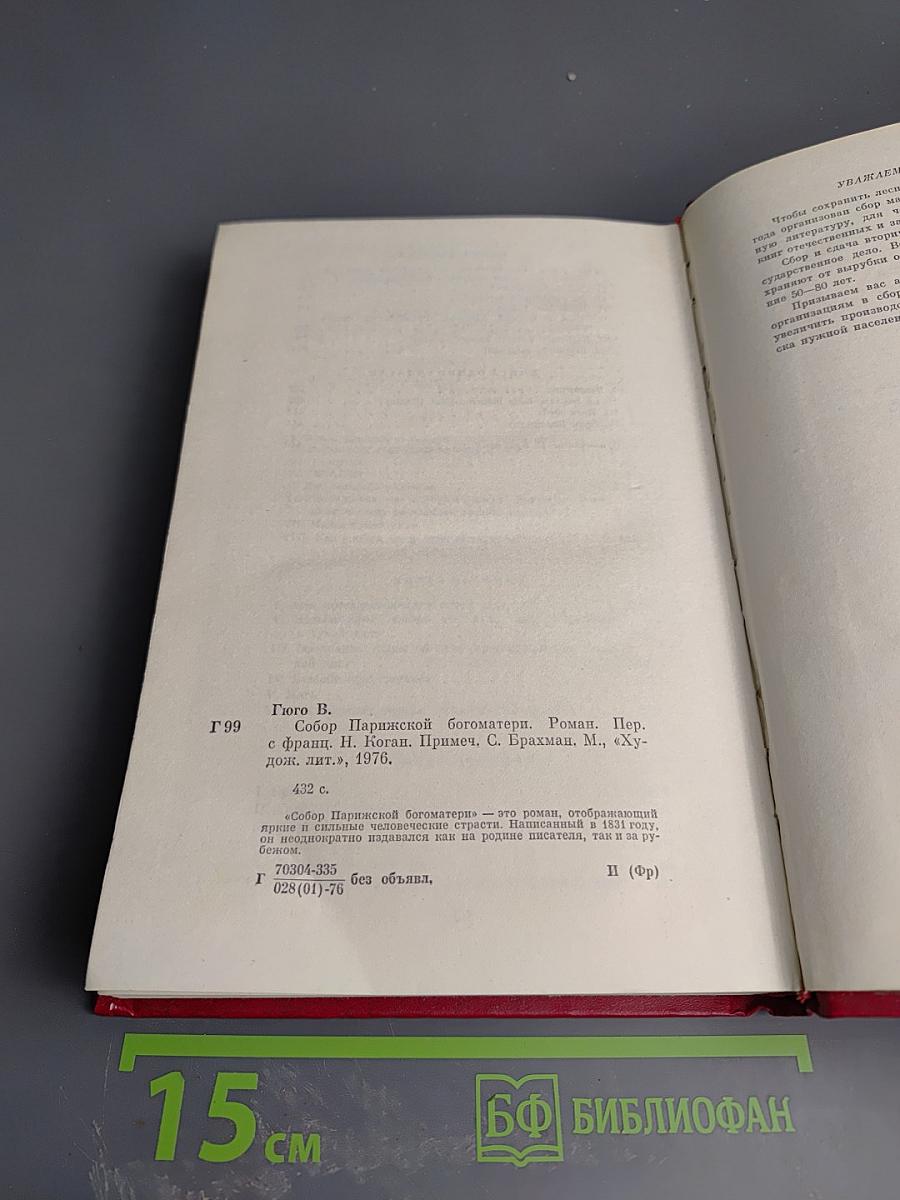 Гюго В.
Г 99 Собор Парижской богоматери. Роман. Пер.
с франц. Н. Коган. Примеч. С. Брахман. М., «Ху-
дож. лит.», 1976.
432 с.
«Собор Парижской богоматери» — это роман, отображающий
яркие и сильные человеческие страсти. Написанный в 1831 году,
он неоднократно издавался как на родине писателя, так и за ру-
бежом.
Г 70304-335
028(01)-76 без объявл, И (Фр)
УВАЖАЕМ
Чтобы сохранить лесн
года организован сбор ма
ную литературу, для ч
книг отечественных и за
Сбор и сдача вторич
сударственное дело. В
храняют от вырубки о
ние 50—80 лет.
Призываем вас а
организациям в сбор
увеличить производс
ска нужной населен
15 см
БФ БИБЛИОФАН